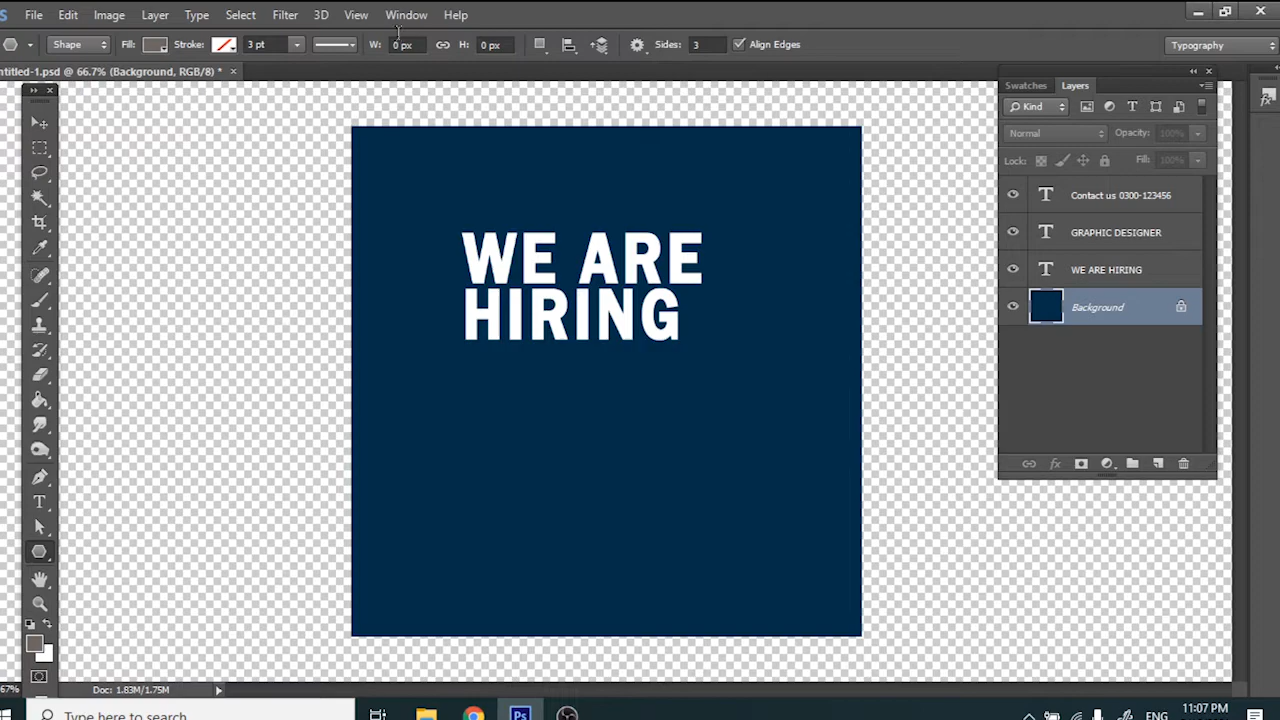 File Edit Image Layer Type Select Filter 3D View Window Help
Shape Fill: Stroke: 3 pt W: 0 px H: 0 px Sides: 3 Align Edges Typography
ntitled-1.psd @ 66.7% (Background, RGB/8) * ×
Swatches Layers
Kind
Normal Opacity: 100%
Lock: Fill: 100%
Contact us 0300-123456
GRAPHIC DESIGNER
WE ARE HIRING
Background
WE ARE
HIRING
67% Doc: 1.83M/1.75M
Type here to search
ENG 11:07 PM